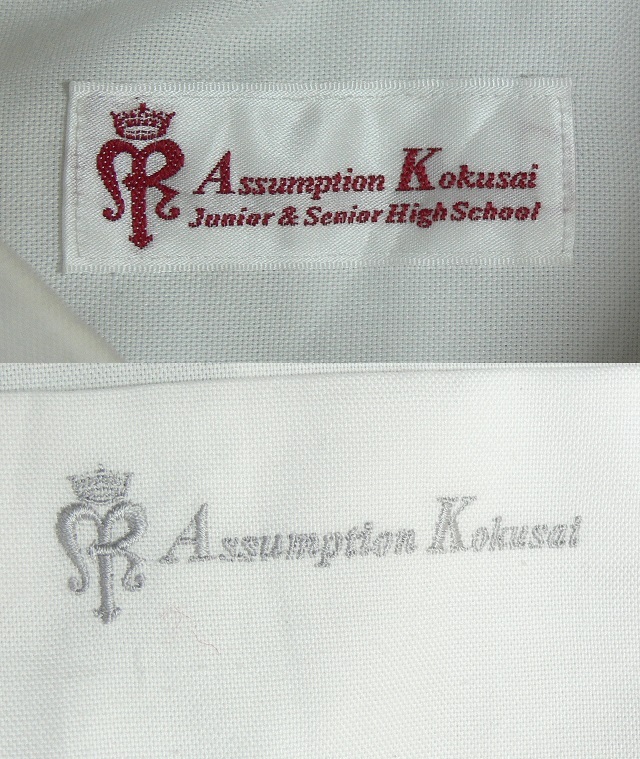 Assumption Kokusai
Junior & Senior High School
Assumption Kokusai